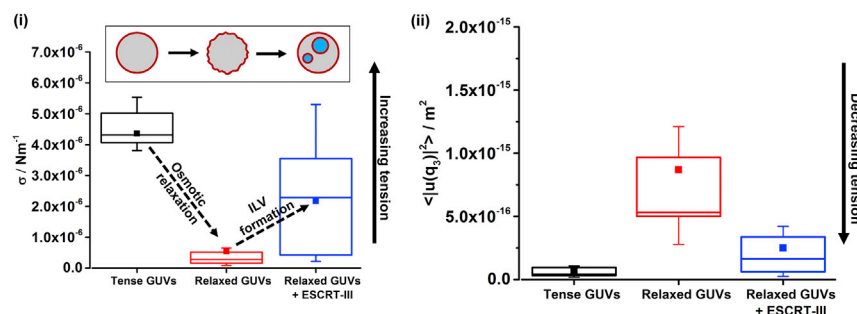 (i)
7.0x10⁻⁶
6.0x10⁻⁶
5.0x10⁻⁶
4.0x10⁻⁶
3.0x10⁻⁶
2.0x10⁻⁶
1.0x10⁻⁶
0.0
σ / Nm⁻¹
Osmotic
relaxation
ILV
formation
Increasing tension
Tense GUVs
Relaxed GUVs
Relaxed GUVs
+ ESCRT-III
(ii)
2.0x10⁻¹⁵
1.5x10⁻¹⁵
1.0x10⁻¹⁵
5.0x10⁻¹⁶
0.0
<|u(q₃)|²> / m²
Decreasing tension
Tense GUVs
Relaxed GUVs
Relaxed GUVs
+ ESCRT-III